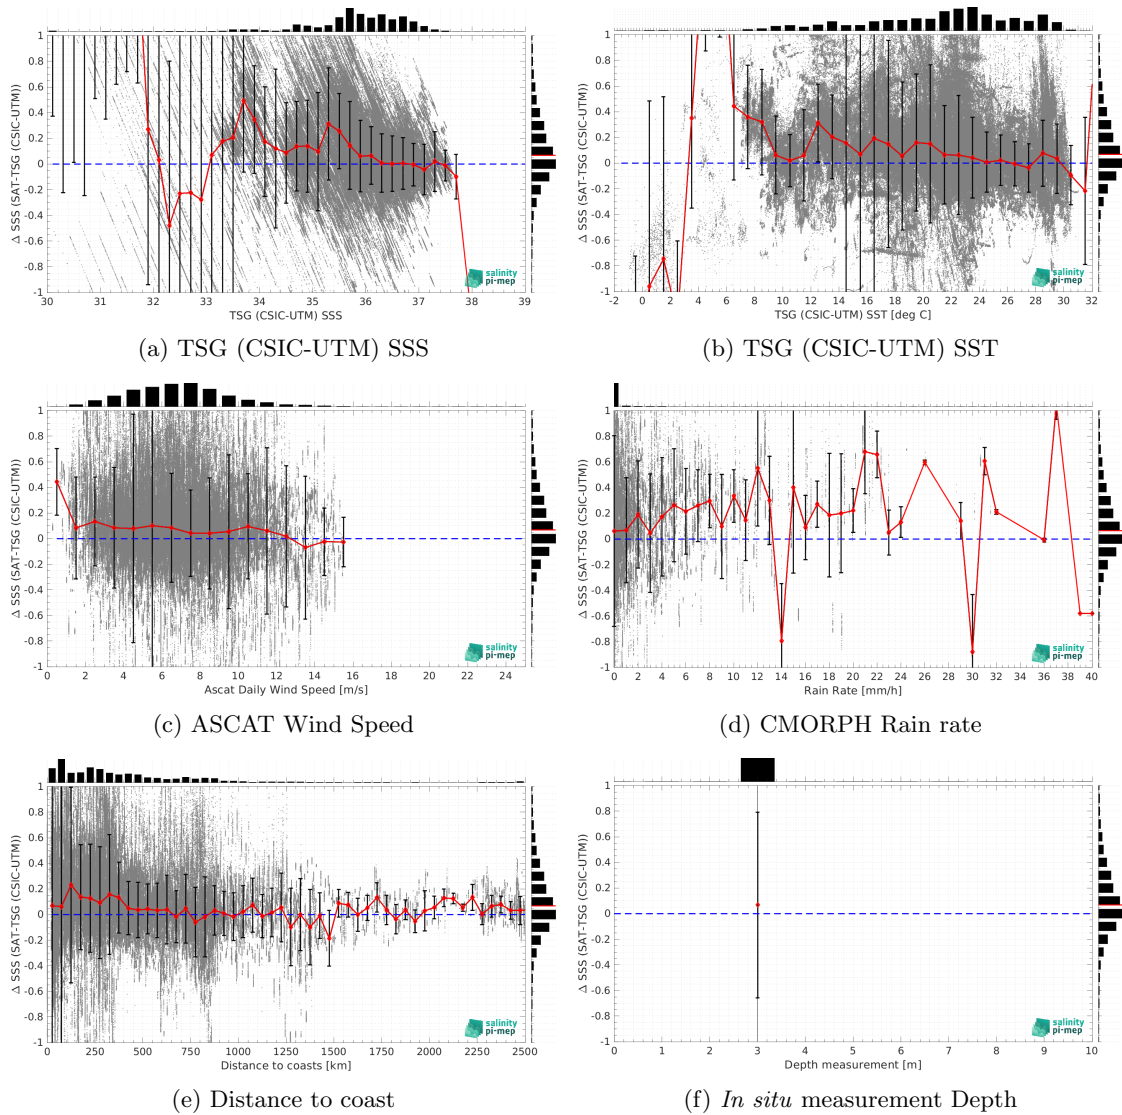 1
0.8
0.6
0.4
0.2
0
-0.2
-0.4
-0.6
-0.8
-1
Δ SSS (SAT-TSG (CSIC-UTM))
30 31 32 33 34 35 36 37 38 39
TSG (CSIC-UTM) SSS
salinity
pi-mep
(a) TSG (CSIC-UTM) SSS
1
0.8
0.6
0.4
0.2
0
-0.2
-0.4
-0.6
-0.8
-1
Δ SSS (SAT-TSG (CSIC-UTM))
-2 0 2 4 6 8 10 12 14 16 18 20 22 24 26 28 30 32
TSG (CSIC-UTM) SST [deg C]
salinity
pi-mep
(b) TSG (CSIC-UTM) SST
1
0.8
0.6
0.4
0.2
0
-0.2
-0.4
-0.6
-0.8
-1
Δ SSS (SAT-TSG (CSIC-UTM))
0 2 4 6 8 10 12 14 16 18 20 22 24
Ascat Daily Wind Speed [m/s]
salinity
pi-mep
(c) ASCAT Wind Speed
1
0.8
0.6
0.4
0.2
0
-0.2
-0.4
-0.6
-0.8
-1
Δ SSS (SAT-TSG (CSIC-UTM))
0 2 4 6 8 10 12 14 16 18 20 22 24 26 28 30 32 34 36 38 40
Rain Rate [mm/h]
salinity
pi-mep
(d) CMORPH Rain rate
1
0.8
0.6
0.4
0.2
0
-0.2
-0.4
-0.6
-0.8
-1
Δ SSS (SAT-TSG (CSIC-UTM))
0 250 500 750 1000 1250 1500 1750 2000 2250 2500
Distance to coasts [km]
salinity
pi-mep
(e) Distance to coast
1
0.8
0.6
0.4
0.2
0
-0.2
-0.4
-0.6
-0.8
-1
Δ SSS (SAT-TSG (CSIC-UTM))
0 1 2 3 4 5 6 7 8 9 10
Depth measurement [m]
salinity
pi-mep
(f) In situ measurement Depth